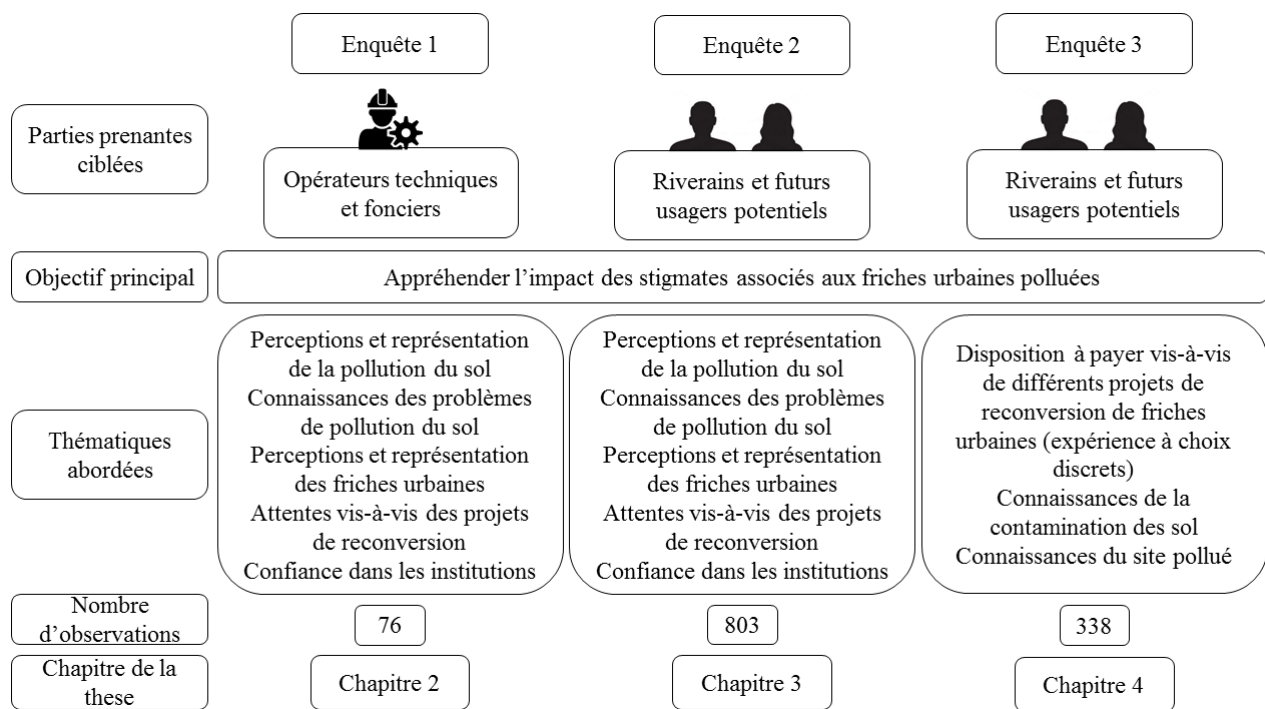 Enquête 1
Enquête 2
Enquête 3
Parties prenantes
ciblées
Opérateurs techniques
et fonciers
Riverains et futurs
usagers potentiels
Riverains et futurs
usagers potentiels
Objectif principal
Appréhender l’impact des stigmates associés aux friches urbaines polluées
Thématiques
abordées
Perceptions et représentation
de la pollution du sol
Connaissances des problèmes
de pollution du sol
Perceptions et représentation
des friches urbaines
Attentes vis-à-vis des projets
de reconversion
Confiance dans les institutions
Perceptions et représentation
de la pollution du sol
Connaissances des problèmes
de pollution du sol
Perceptions et représentation
des friches urbaines
Attentes vis-à-vis des projets
de reconversion
Confiance dans les institutions
Disposition à payer vis-à-vis
de différents projets de
reconversion de friches
urbaines (expérience à choix
discrets)
Connaissances de la
contamination des sol
Connaissances du site pollué
Nombre
d’observations
76
803
338
Chapitre de la
these
Chapitre 2
Chapitre 3
Chapitre 4